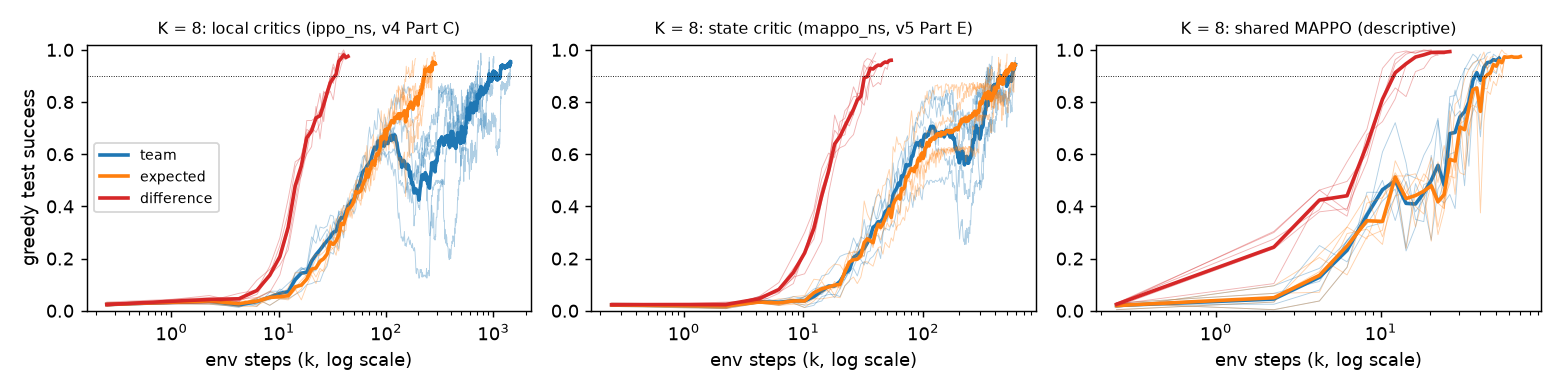 K = 8: local critics (ippo_ns, v4 Part C)
greedy test success
1.0
0.8
0.6
0.4
0.2
0.0
team
expected
difference
10⁰
10¹
10²
10³
env steps (k, log scale)
K = 8: state critic (mappo_ns, v5 Part E)
1.0
0.8
0.6
0.4
0.2
0.0
10⁰
10¹
10²
env steps (k, log scale)
K = 8: shared MAPPO (descriptive)
1.0
0.8
0.6
0.4
0.2
0.0
10⁰
10¹
env steps (k, log scale)